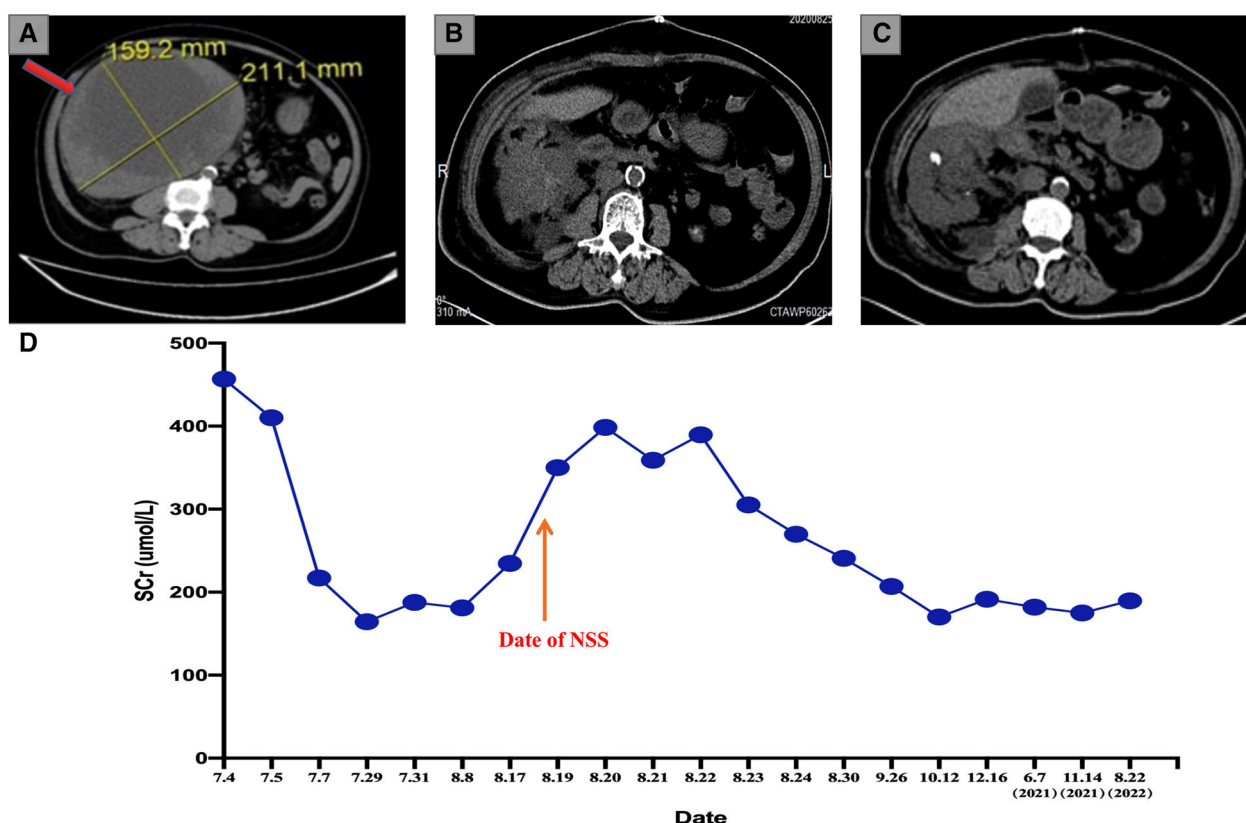 A
159.2 mm
211.1 mm
B
20200825
R
L
0°
310 mA
CTAWP60267
C
D
500
400
300
200
100
0
SCr (umol/L)
Date of NSS
7.4 7.5 7.7 7.29 7.31 8.8 8.17 8.19 8.20 8.21 8.22 8.23 8.24 8.30 9.26 10.12 12.16 6.7 11.14 8.22
(2021) (2021) (2022)
Date